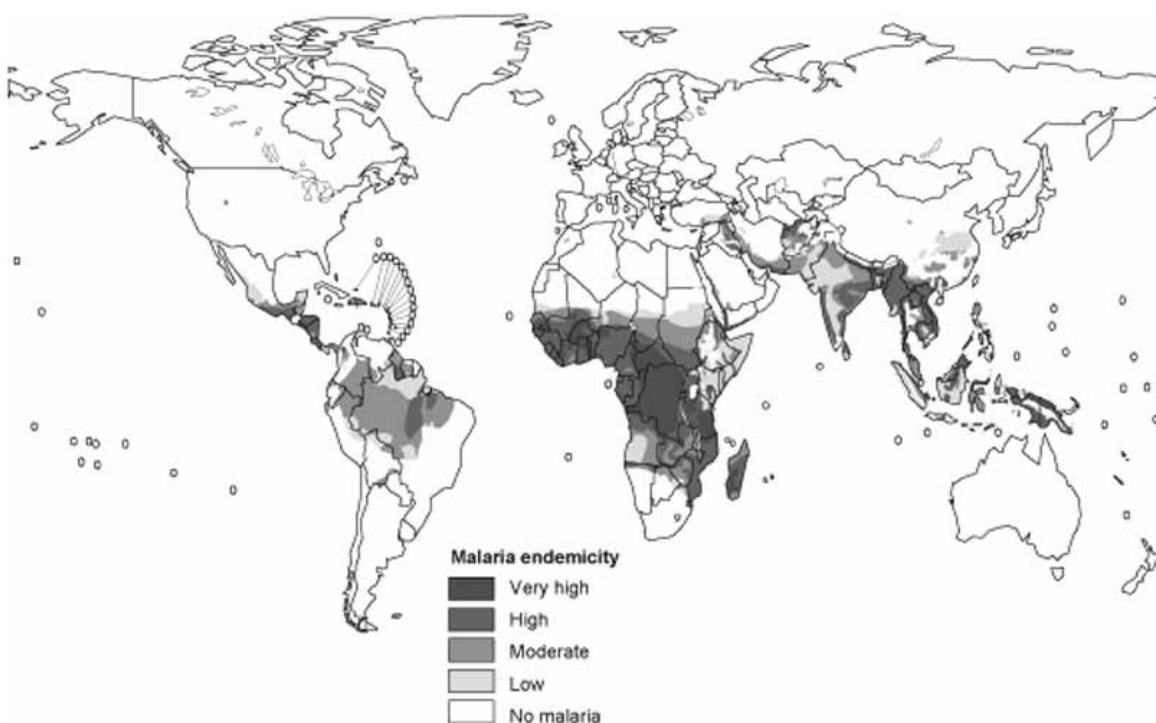 Malaria endemicity
Very high
High
Moderate
Low
No malaria